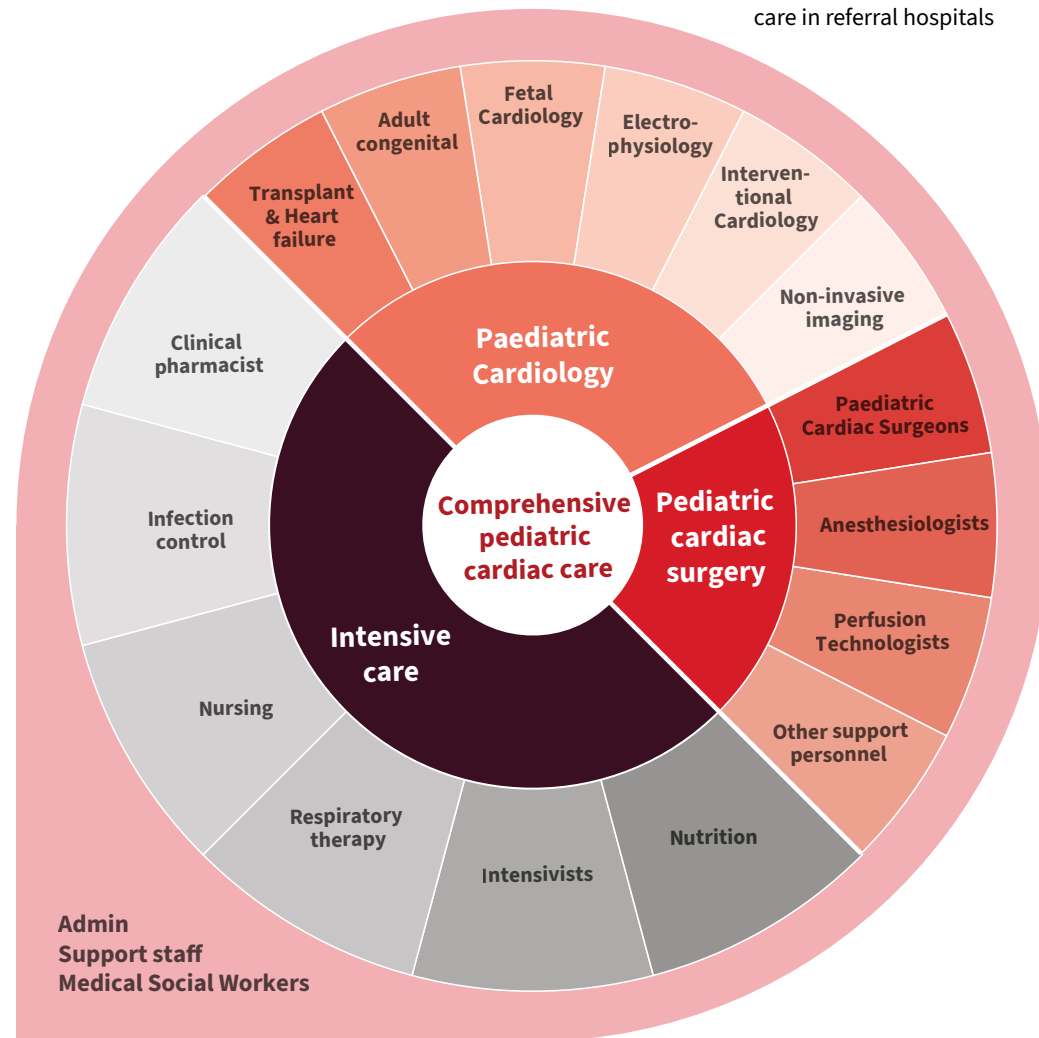 care in referral hospitals
Fetal
Cardiology
Adult
congenital
Electro-
physiology
Transplant
& Heart
failure
Interven-
tional
Cardiology
Non-invasive
imaging
Paediatric
Cardiology
Clinical
pharmacist
Paediatric
Cardiac Surgeons
Comprehensive
pediatric
cardiac care
Pediatric
cardiac
surgery
Anesthesiologists
Infection
control
Perfusion
Technologists
Intensive
care
Nursing
Other support
personnel
Respiratory
therapy
Intensivists
Nutrition
Admin
Support staff
Medical Social Workers